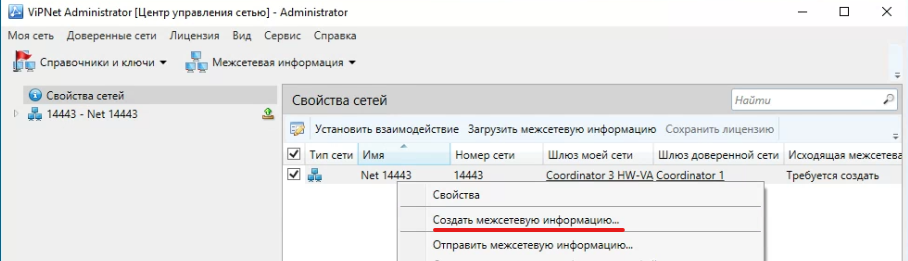 ViPNet Administrator [Центр управления сетью] - Administrator
Моя сеть Доверенные сети Лицензия Вид Сервис Справка
Справочники и ключи Межсетевая информация
Свойства сетей
14443 - Net 14443
Свойства сетей
Найти
Установить взаимодействие Загрузить межсетевую информацию Сохранить лицензию
Тип сети Имя Номер сети Шлюз моей сети Шлюз доверенной сети Исходящая межсетева
Net 14443 14443 Coordinator 3 HW-VA Coordinator 1 Требуется создать
Свойства
Создать межсетевую информацию...
Отправить межсетевую информацию...